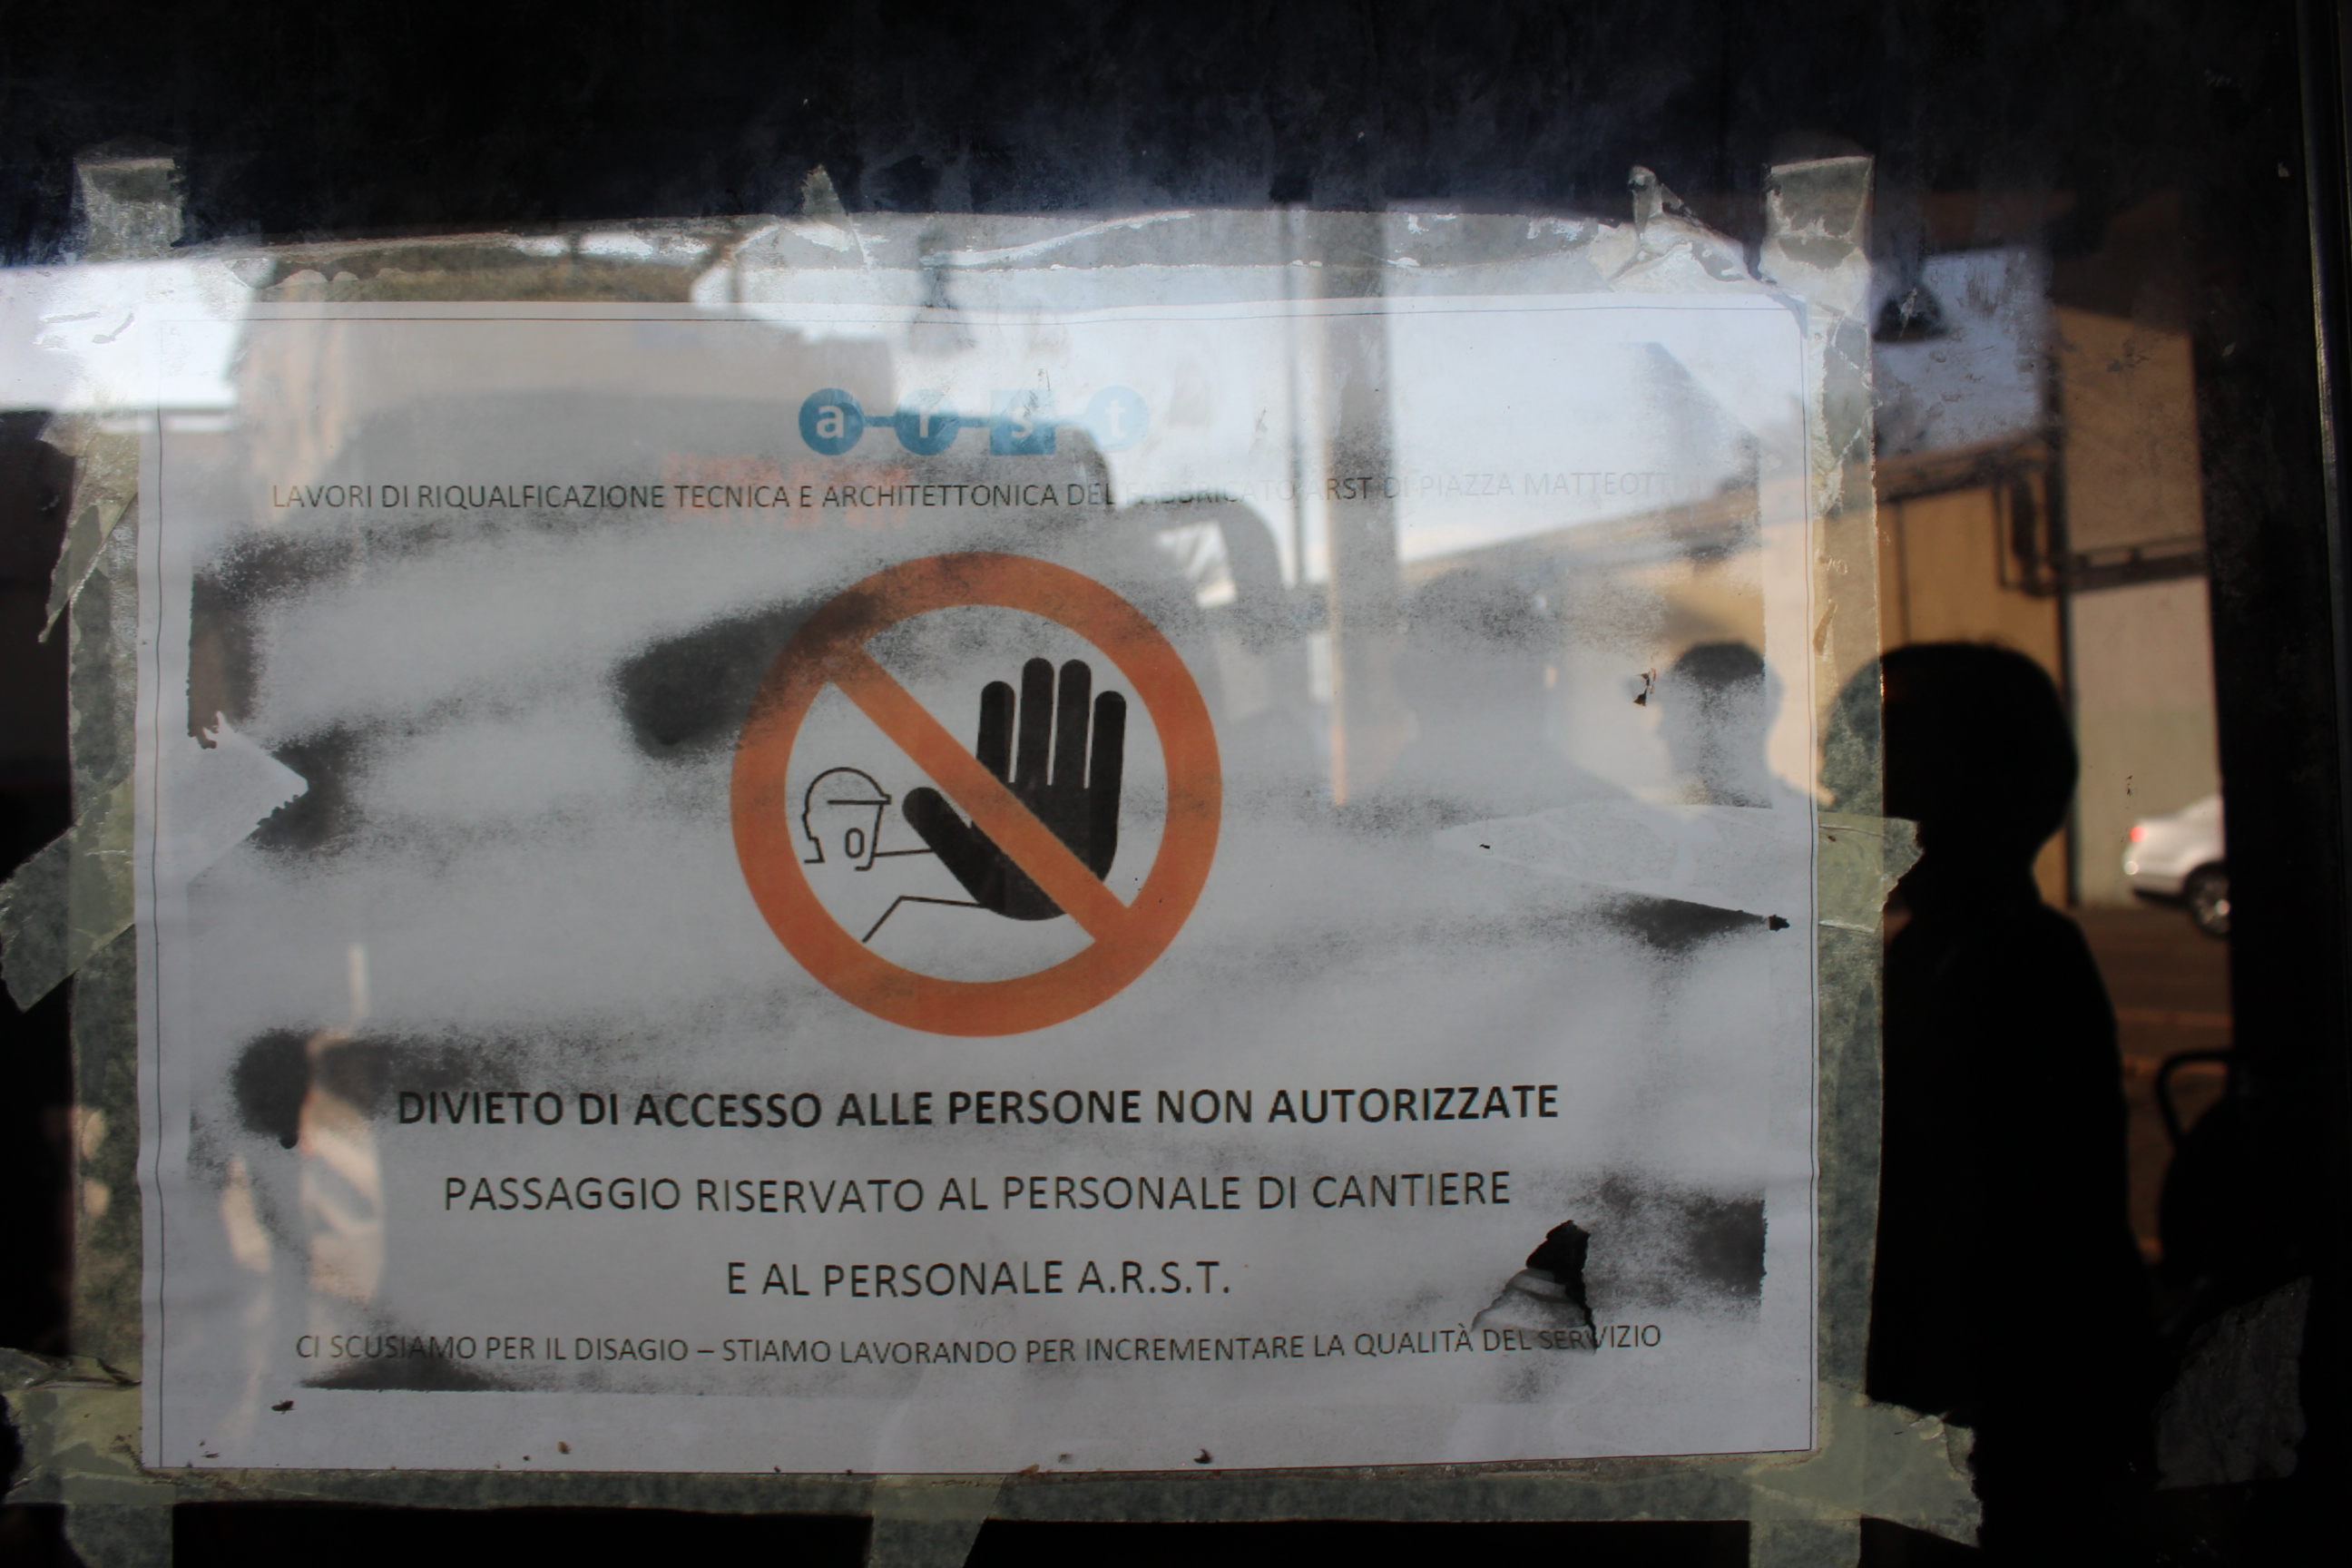 arst
LAVORI DI RIQUALFICAZIONE TECNICA E ARCHITETTONICA DEL FABBRICATO ARST DI PIAZZA MATTEOTTI
DIVIETO DI ACCESSO ALLE PERSONE NON AUTORIZZATE
PASSAGGIO RISERVATO AL PERSONALE DI CANTIERE
E AL PERSONALE A.R.S.T.
CI SCUSIAMO PER IL DISAGIO – STIAMO LAVORANDO PER INCREMENTARE LA QUALITÀ DEL SERVIZIO